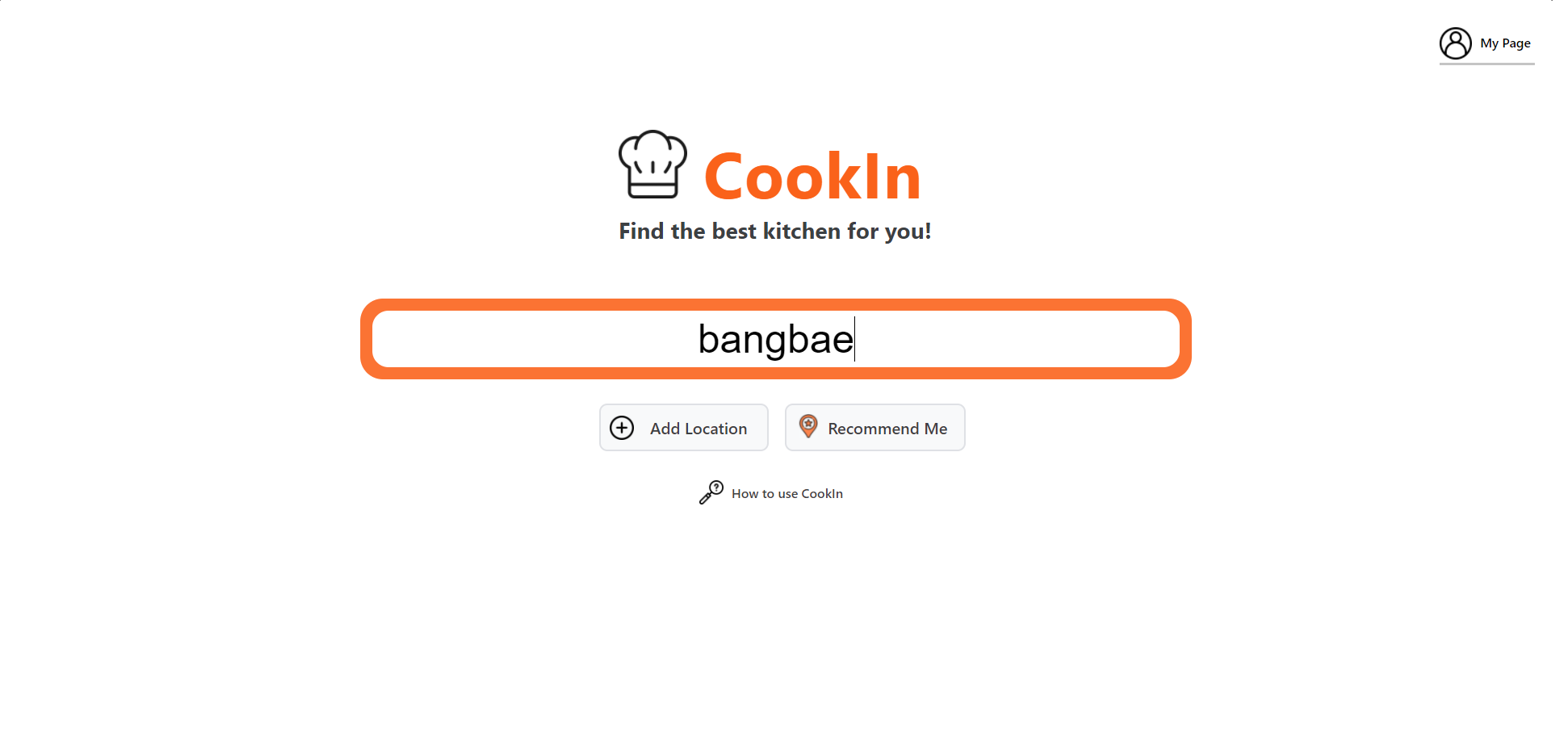 My Page
CookIn
Find the best kitchen for you!
bangbae
Add Location
Recommend Me
How to use CookIn